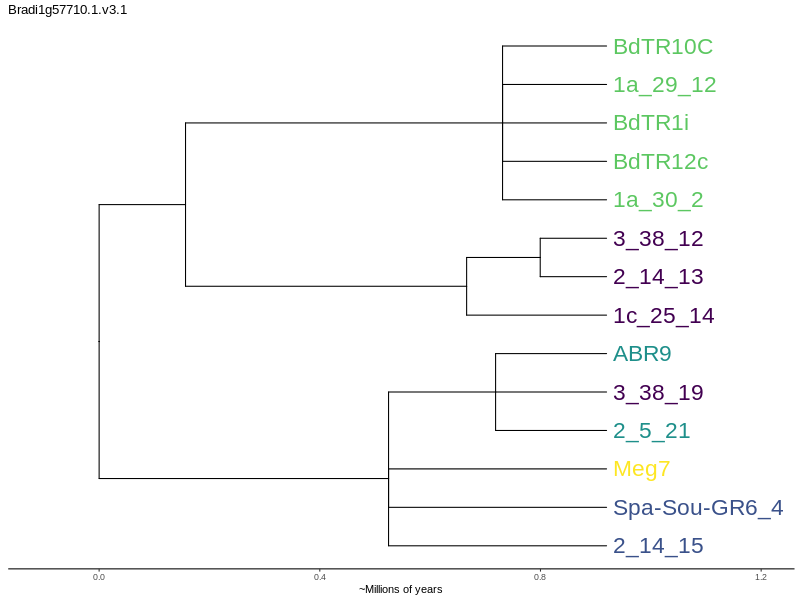 Bradi1g57710.1.v3.1
BdTR10C
1a_29_12
BdTR1i
BdTR12c
1a_30_2
3_38_12
2_14_13
1c_25_14
ABR9
3_38_19
2_5_21
Meg7
Spa-Sou-GR6_4
2_14_15
0.0 0.4 0.8 1.2
~Millions of years